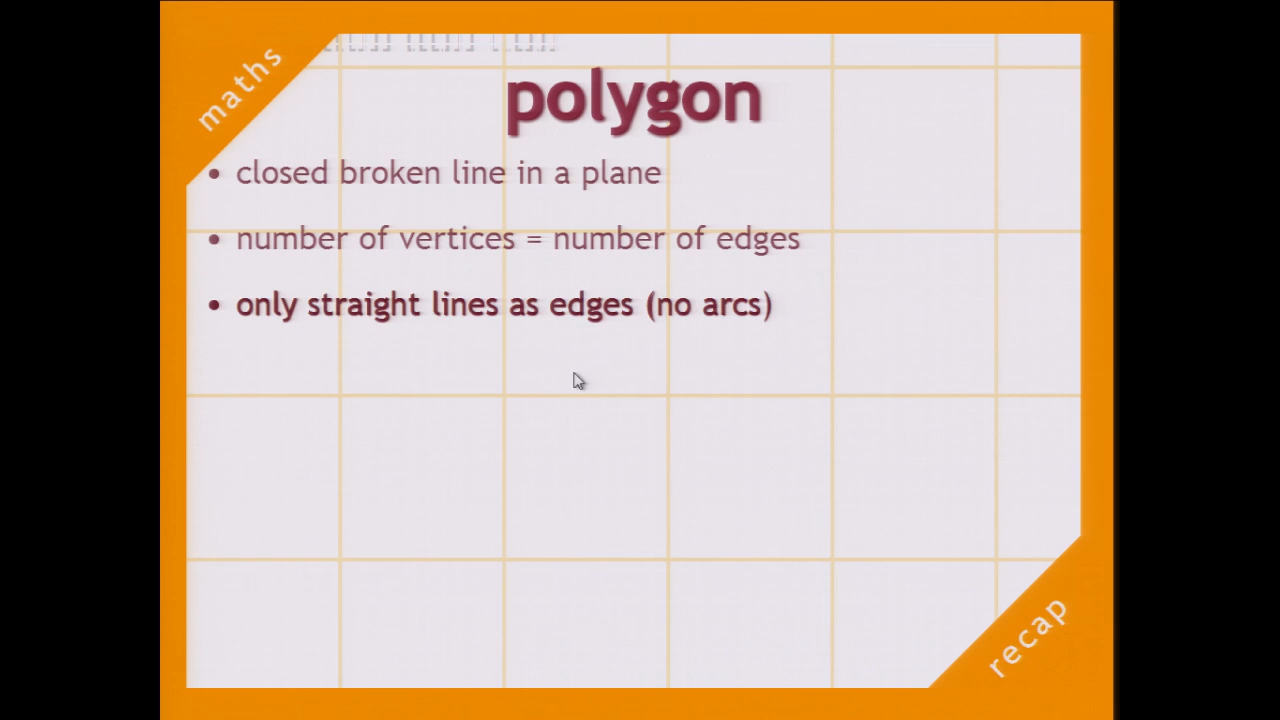 maths
polygon
• closed broken line in a plane
• number of vertices = number of edges
• only straight lines as edges (no arcs)
recap